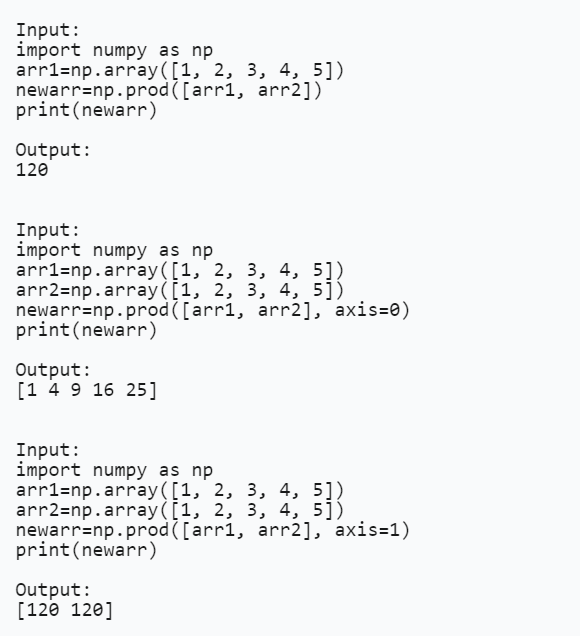 Input:
import numpy as np
arr1=np.array([1, 2, 3, 4, 5])
newarr=np.prod([arr1, arr2])
print(newarr)
Output:
120
Input:
import numpy as np
arr1=np.array([1, 2, 3, 4, 5])
arr2=np.array([1, 2, 3, 4, 5])
newarr=np.prod([arr1, arr2], axis=0)
print(newarr)
Output:
[1 4 9 16 25]
Input:
import numpy as np
arr1=np.array([1, 2, 3, 4, 5])
arr2=np.array([1, 2, 3, 4, 5])
newarr=np.prod([arr1, arr2], axis=1)
print(newarr)
Output:
[120 120]